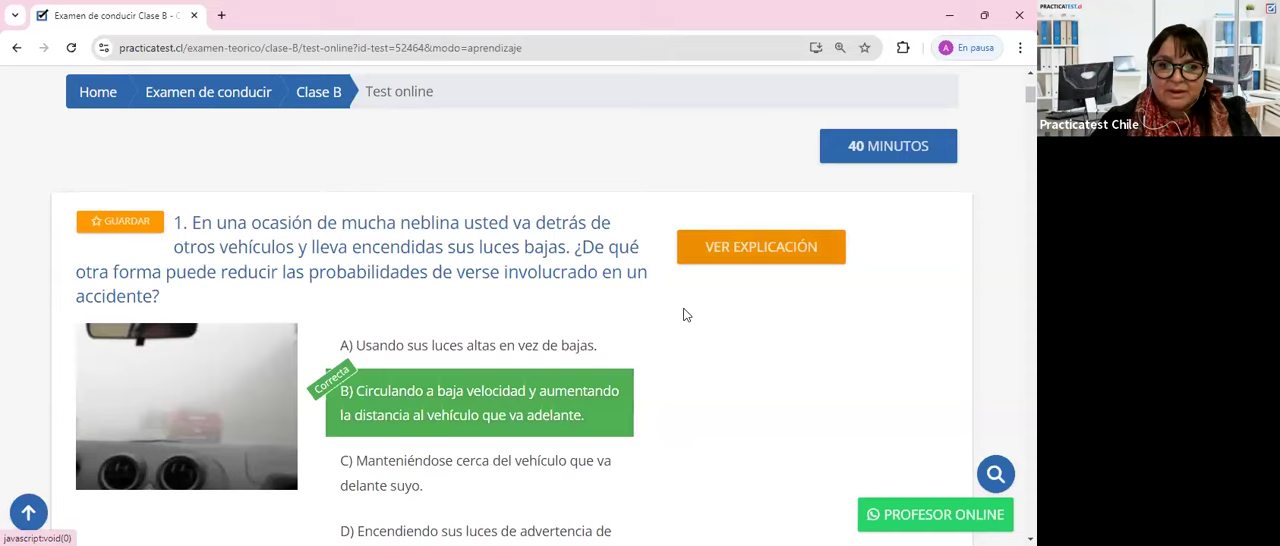 Examen de conducir Clase B - C
practicatest.cl/examen-teorico/clase-B/test-online?id-test=52464&modo=aprendizaje
A En pausa
PRACTICATEST.cl
Practicatest Chile
Home Examen de conducir Clase B Test online
40 MINUTOS
GUARDAR
1. En una ocasión de mucha neblina usted va detrás de
otros vehículos y lleva encendidas sus luces bajas. ¿De qué
otra forma puede reducir las probabilidades de verse involucrado en un
accidente?
VER EXPLICACIÓN
A) Usando sus luces altas en vez de bajas.
Correcta
B) Circulando a baja velocidad y aumentando
la distancia al vehículo que va adelante.
C) Manteniéndose cerca del vehículo que va
delante suyo.
D) Encendiendo sus luces de advertencia de
PROFESOR ONLINE
javascript:void(0)